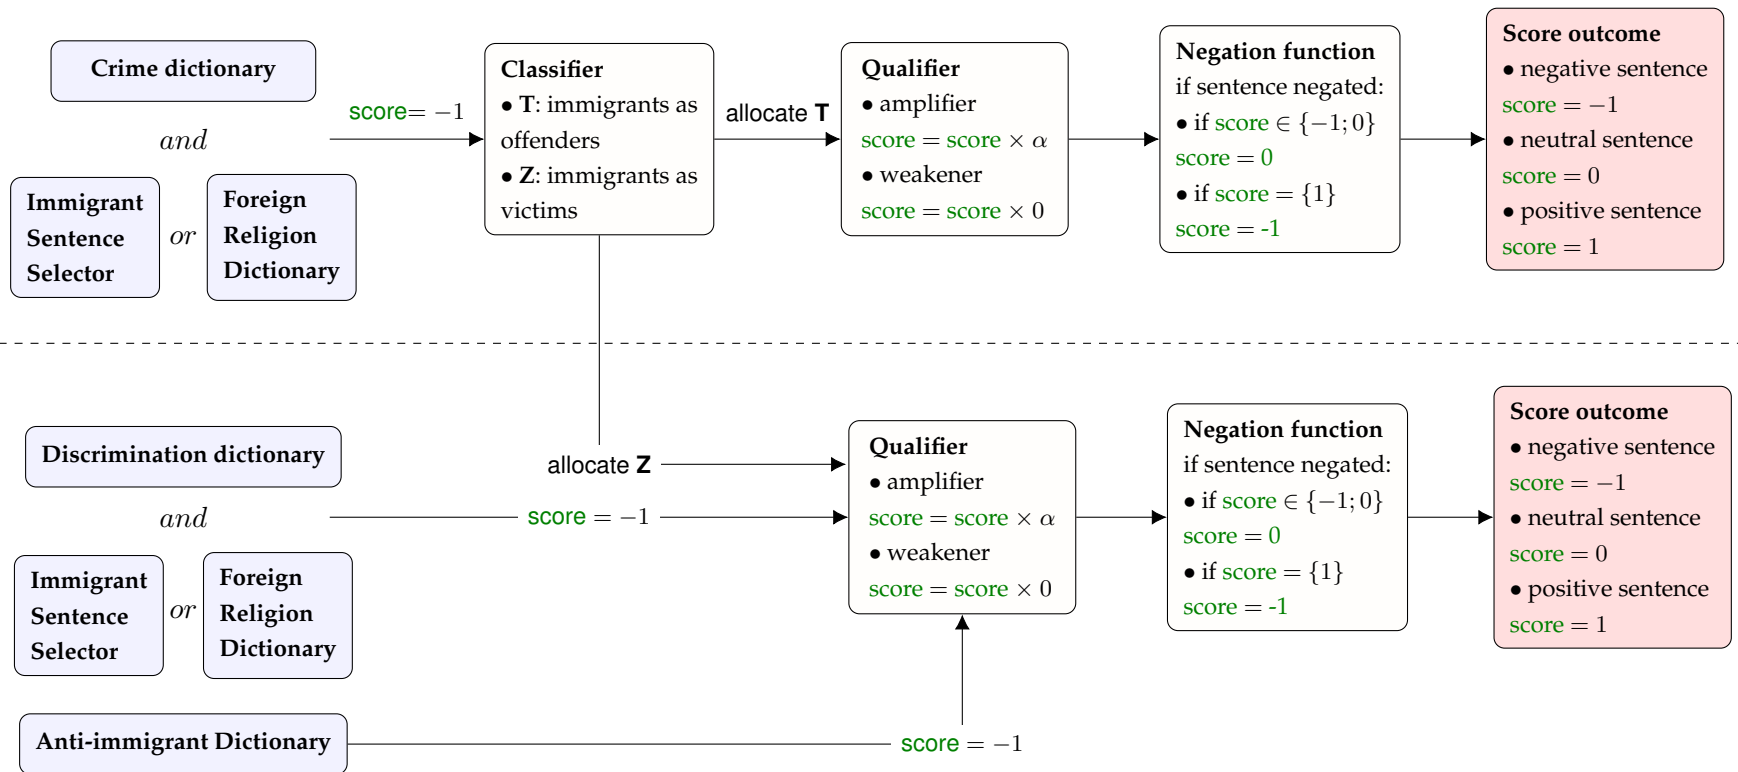 Crime dictionary
and
Immigrant
Sentence
Selector
or
Foreign
Religion
Dictionary
score= −1
Classifier
• T: immigrants as
offenders
• Z: immigrants as
victims
allocate T
Qualifier
• amplifier
score = score × α
• weakener
score = score × 0
Negation function
if sentence negated:
• if score ∈ {−1; 0}
score = 0
• if score = {1}
score = -1
Score outcome
• negative sentence
score = −1
• neutral sentence
score = 0
• positive sentence
score = 1
Discrimination dictionary
and
Immigrant
Sentence
Selector
or
Foreign
Religion
Dictionary
allocate Z
score = −1
Qualifier
• amplifier
score = score × α
• weakener
score = score × 0
Negation function
if sentence negated:
• if score ∈ {−1; 0}
score = 0
• if score = {1}
score = -1
Score outcome
• negative sentence
score = −1
• neutral sentence
score = 0
• positive sentence
score = 1
Anti-immigrant Dictionary
score = −1